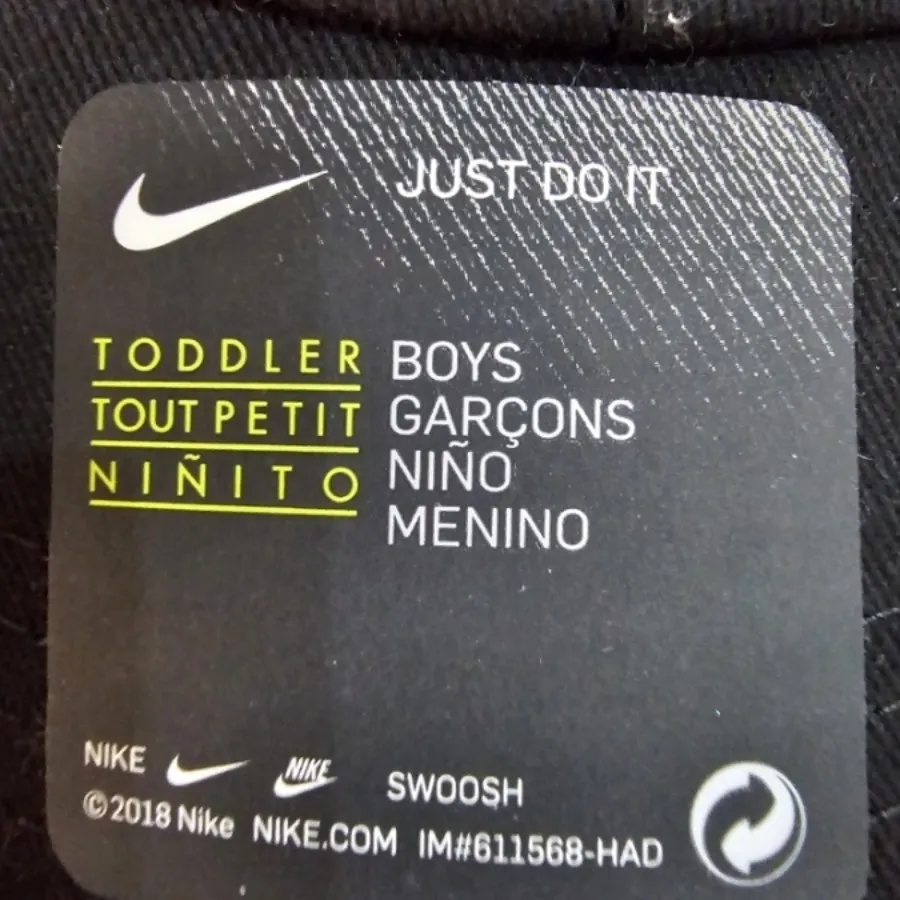 JUST DO IT
TODDLER
TOUT PETIT
NIÑITO
BOYS
GARÇONS
NIÑO
MENINO
NIKE NIKE SWOOSH
©2018 Nike NIKE.COM IM#611568-HAD